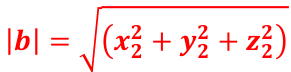 |b| = √(x₂² + y₂² + z₂²)